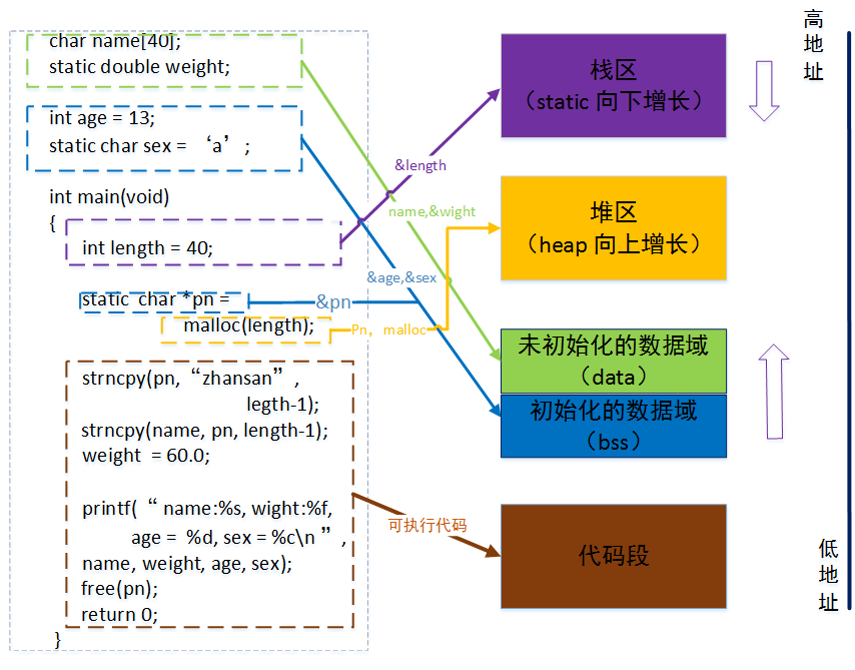 char name[40];
static double weight;
int age = 13;
static char sex = ‘a’;
int main(void)
{
int length = 40;
static char *pn =
malloc(length);
strncpy(pn,“zhansan”,
legth-1);
strncpy(name, pn, length-1);
weight = 60.0;
printf(“ name:%s, wight:%f,
age = %d, sex = %c\n ”,
name, weight, age, sex);
free(pn);
return 0;
}
&length
name,&wight
&age,&sex
&pn
Pn，malloc
可执行代码
栈区
（static 向下增长）
堆区
（heap 向上增长）
未初始化的数据域
（data）
初始化的数据域
（bss）
代码段
高地址
低地址